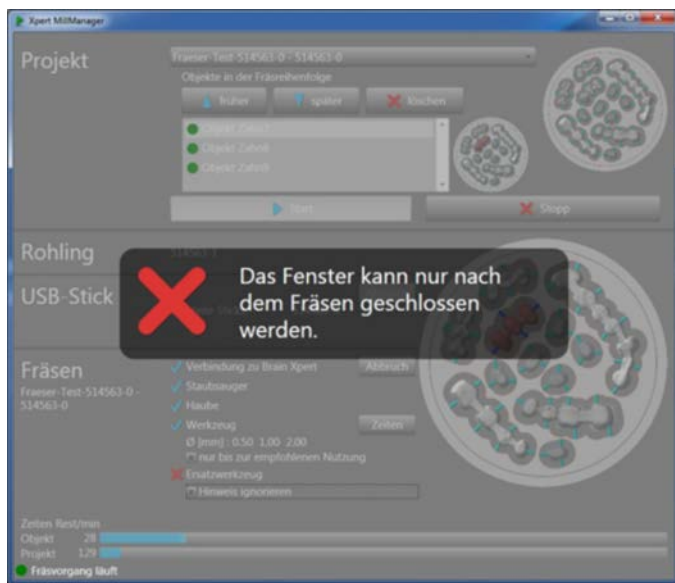 Xpert MillManager
Projekt
Fraeser-Test-514563-0 - 514563-0
Objekte in der Fräsreihenfolge
früher
später
löschen
Objekt Zahn9
Objekt Zahn9
Start
Stopp
Rohling
514563-1
USB-Stick
Das Fenster kann nur nach
dem Fräsen geschlossen
werden.
Fräsen
Fraeser-Test-514563-0 -
514563-0
Verbindung zu Brain Xpert
Abbruch
Staubsauger
Haube
Werkzeug
Zeiten
Ø [mm] : 0.50 1.00 2.00
nur bis zur empfohlenen Nutzung
Ersatzwerkzeug
Hinweis ignorieren
Zeiten Rest/min
Objekt 28
Projekt 129
Fräsvorgang läuft